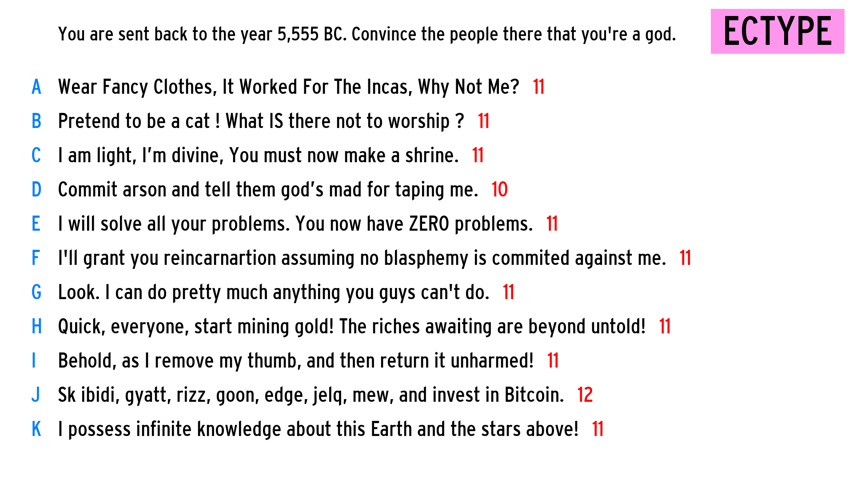 You are sent back to the year 5,555 BC. Convince the people there that you're a god.
ECTYPE
A Wear Fancy Clothes, It Worked For The Incas, Why Not Me? 11
B Pretend to be a cat ! What IS there not to worship ? 11
C I am light, I’m divine, You must now make a shrine. 11
D Commit arson and tell them god’s mad for taping me. 10
E I will solve all your problems. You now have ZERO problems. 11
F I'll grant you reincarnartion assuming no blasphemy is commited against me. 11
G Look. I can do pretty much anything you guys can't do. 11
H Quick, everyone, start mining gold! The riches awaiting are beyond untold! 11
I Behold, as I remove my thumb, and then return it unharmed! 11
J Sk ibidi, gyatt, rizz, goon, edge, jelq, mew, and invest in Bitcoin. 12
K I possess infinite knowledge about this Earth and the stars above! 11